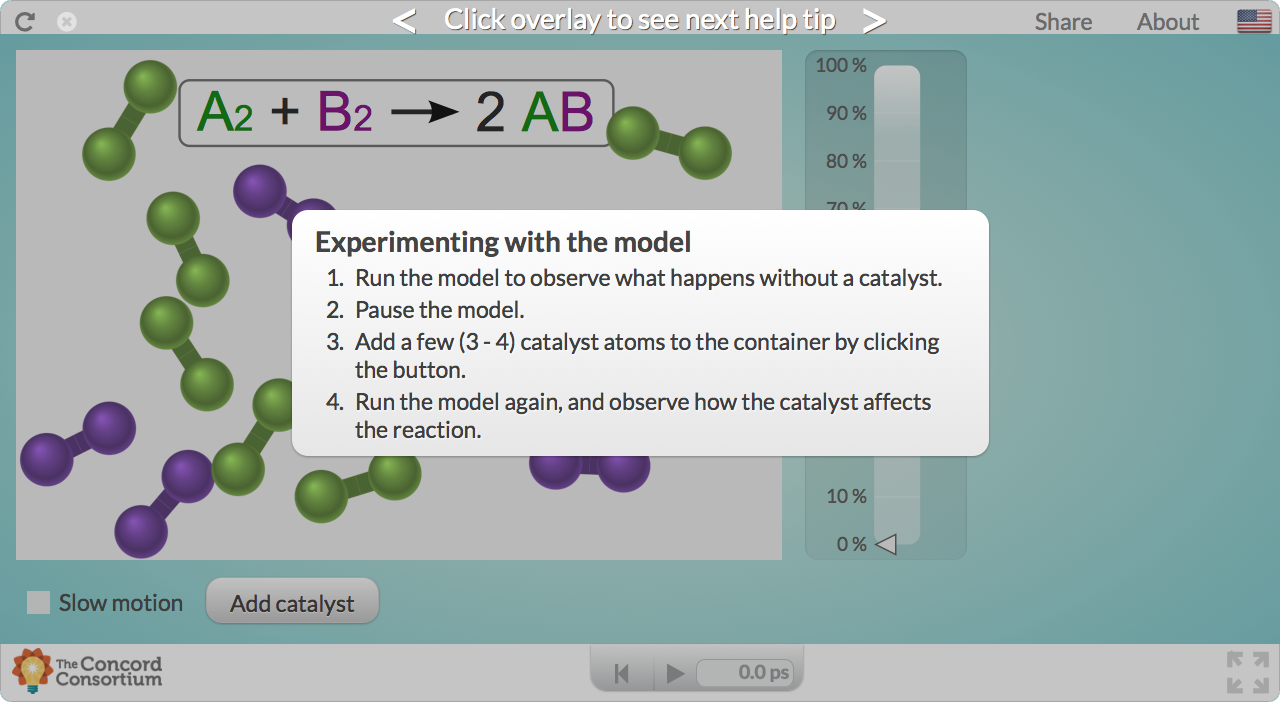 < Click overlay to see next help tip >
Share About
A2 + B2 → 2 AB
100 %
90 %
80 %
70 %
Experimenting with the model
1. Run the model to observe what happens without a catalyst.
2. Pause the model.
3. Add a few (3 - 4) catalyst atoms to the container by clicking
the button.
4. Run the model again, and observe how the catalyst affects
the reaction.
10 %
0 %
Slow motion
Add catalyst
The Concord
Consortium
0.0 ps